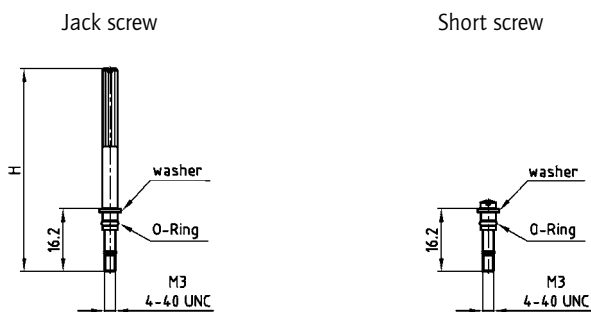 Jack screw
Short screw
H
washer
16.2
O-Ring
M3
4-40 UNC
washer
16.2
O-Ring
M3
4-40 UNC